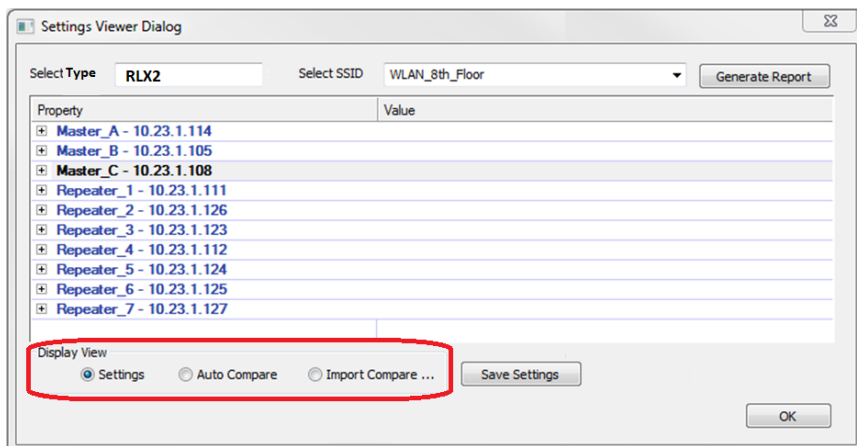 Settings Viewer Dialog
Select Type RLX2 Select SSID WLAN_8th_Floor Generate Report
Property Value
Master_A - 10.23.1.114
Master_B - 10.23.1.105
Master_C - 10.23.1.108
Repeater_1 - 10.23.1.111
Repeater_2 - 10.23.1.126
Repeater_3 - 10.23.1.123
Repeater_4 - 10.23.1.112
Repeater_5 - 10.23.1.124
Repeater_6 - 10.23.1.125
Repeater_7 - 10.23.1.127
Display View
Settings Auto Compare Import Compare ... Save Settings
OK